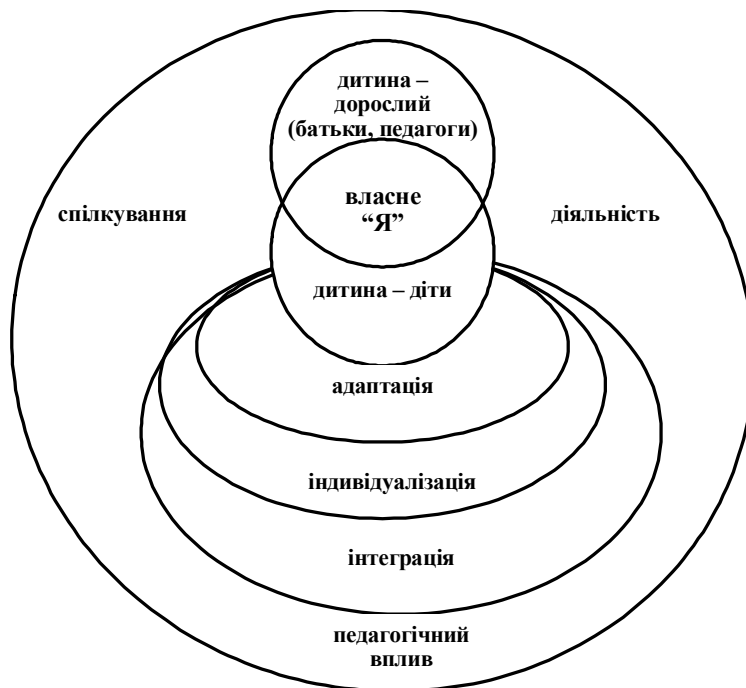 дитина –
дорослий
(батьки, педагоги)
власне
“Я”
спілкування
діяльність
дитина – діти
адаптація
індивідуалізація
інтеграція
педагогічний
вплив